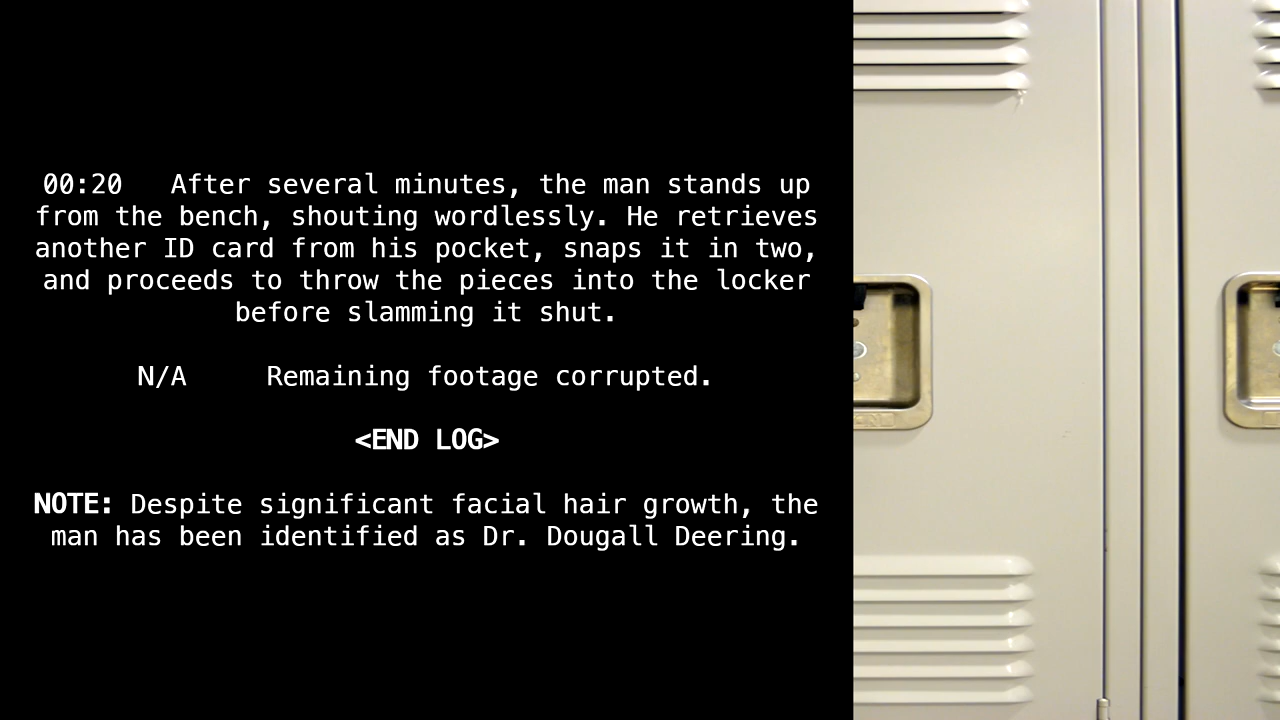 00:20 After several minutes, the man stands up
from the bench, shouting wordlessly. He retrieves
another ID card from his pocket, snaps it in two,
and proceeds to throw the pieces into the locker
before slamming it shut.
N/A Remaining footage corrupted.
<END LOG>
NOTE: Despite significant facial hair growth, the
man has been identified as Dr. Dougall Deering.